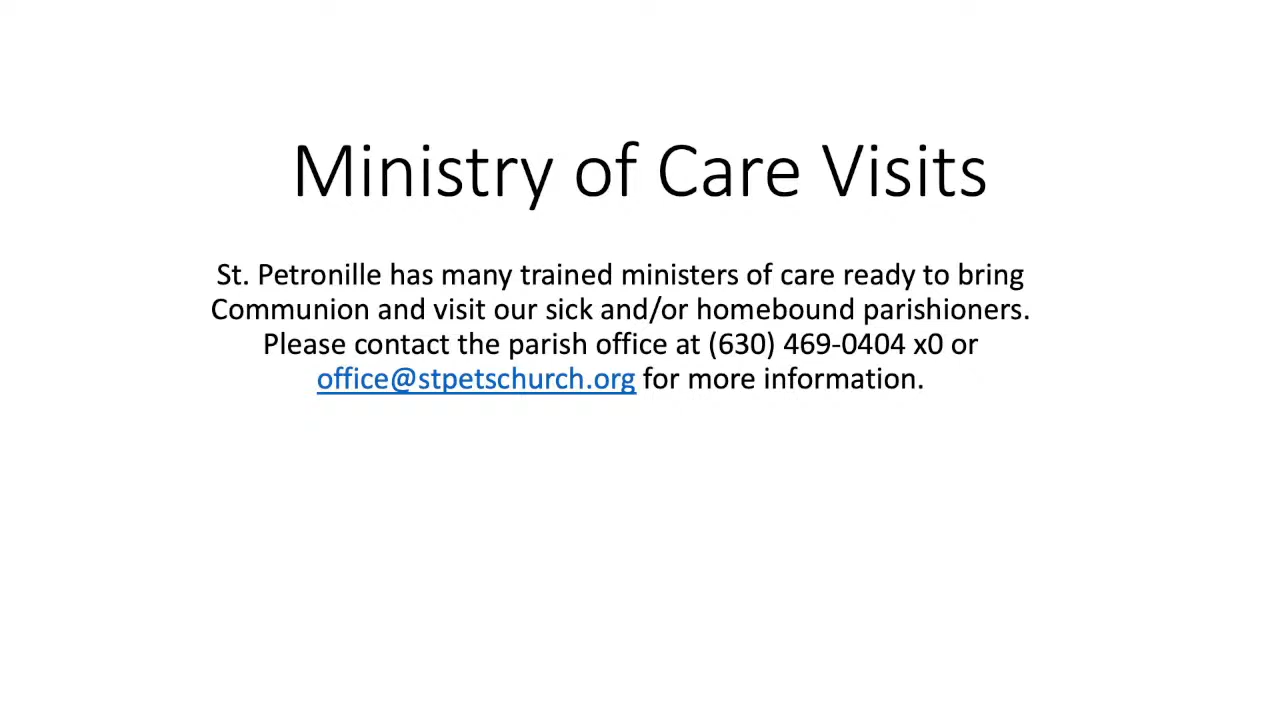 Ministry of Care Visits
St. Petronille has many trained ministers of care ready to bring
Communion and visit our sick and/or homebound parishioners.
Please contact the parish office at (630) 469-0404 x0 or
office@stpetschurch.org for more information.